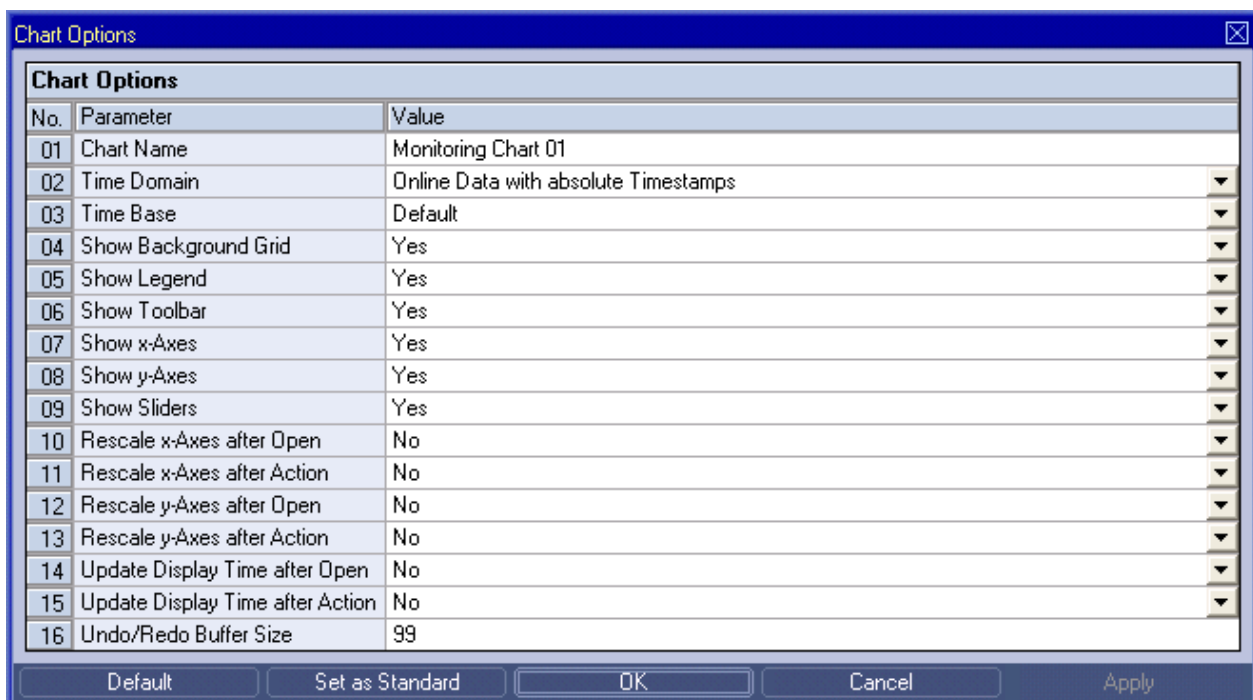 Chart Options
Chart Options
No. Parameter Value
01 Chart Name Monitoring Chart 01
02 Time Domain Online Data with absolute Timestamps
03 Time Base Default
04 Show Background Grid Yes
05 Show Legend Yes
06 Show Toolbar Yes
07 Show x-Axes Yes
08 Show y-Axes Yes
09 Show Sliders Yes
10 Rescale x-Axes after Open No
11 Rescale x-Axes after Action No
12 Rescale y-Axes after Open No
13 Rescale y-Axes after Action No
14 Update Display Time after Open No
15 Update Display Time after Action No
16 Undo/Redo Buffer Size 99
Default Set as Standard OK Cancel Apply